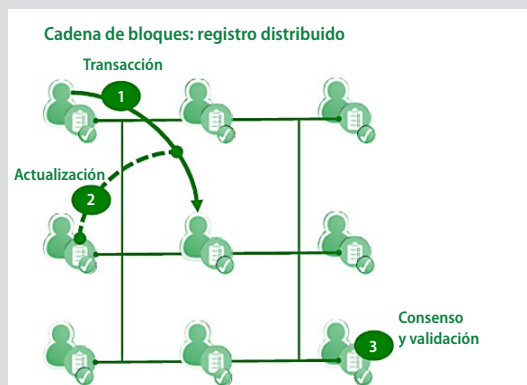 Cadena de bloques: registro distribuido
Transacción
1
Actualización
2
Consenso
y validación
3